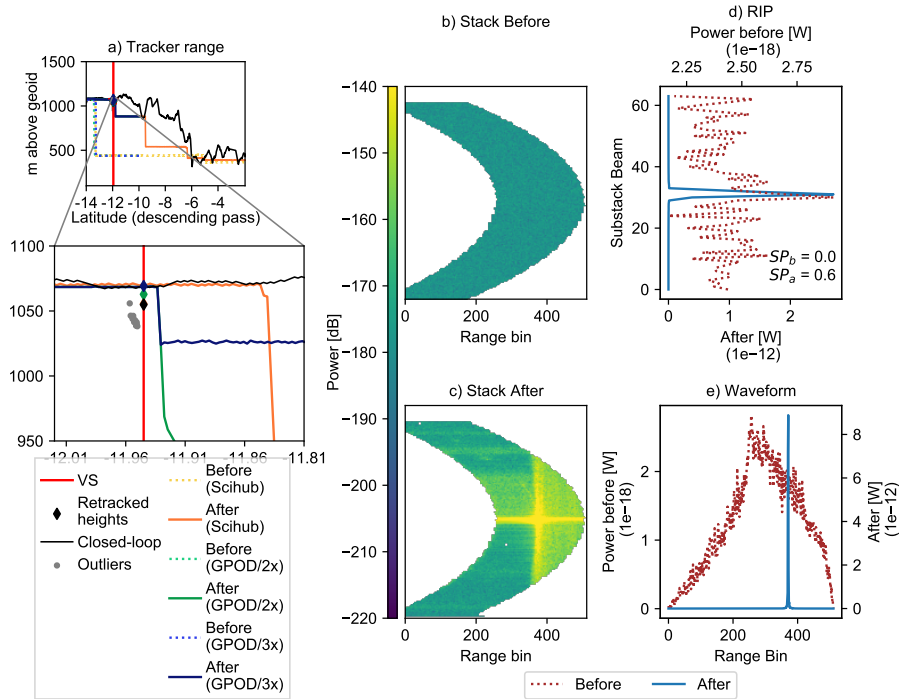 a) Tracker range
m above geoid
1500
1000
500
-14 -12 -10 -8 -6 -4
Latitude (descending pass)
1100
1050
1000
950
-12.01 -11.96 -11.91 -11.86 -11.81
VS
Retracked
heights
Closed-loop
Outliers
Before
(Scihub)
After
(Scihub)
Before
(GPOD/2x)
After
(GPOD/2x)
Before
(GPOD/3x)
After
(GPOD/3x)
Power [dB]
−140
−150
−160
−170
−180
−190
−200
−210
−220
b) Stack Before
0 200 400
Range bin
c) Stack After
0 200 400
Range bin
d) RIP
Power before [W]
(1e−18)
2.25 2.50 2.75
Substack Beam
60
40
20
0
SPb = 0.0
SPa = 0.6
0 1 2
After [W]
(1e−12)
e) Waveform
Power before [W]
(1e−18)
2
1
0
After [W]
(1e−12)
8
6
4
2
0
0 200 400
Range Bin
Before After